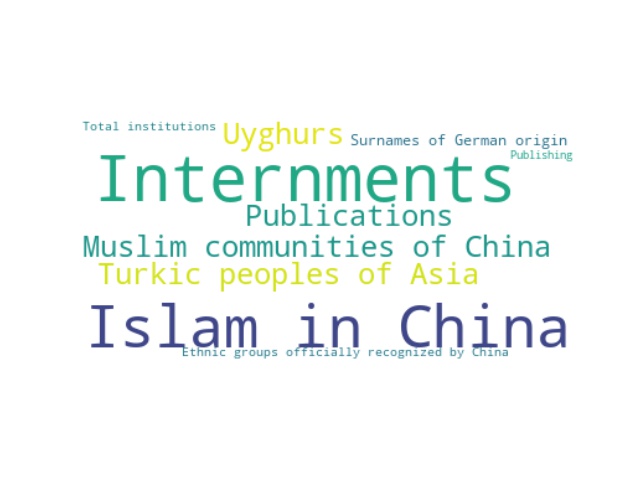 Total institutions
Uyghurs
Surnames of German origin
Publishing
Internments
Publications
Muslim communities of China
Turkic peoples of Asia
Islam in China
Ethnic groups officially recognized by China